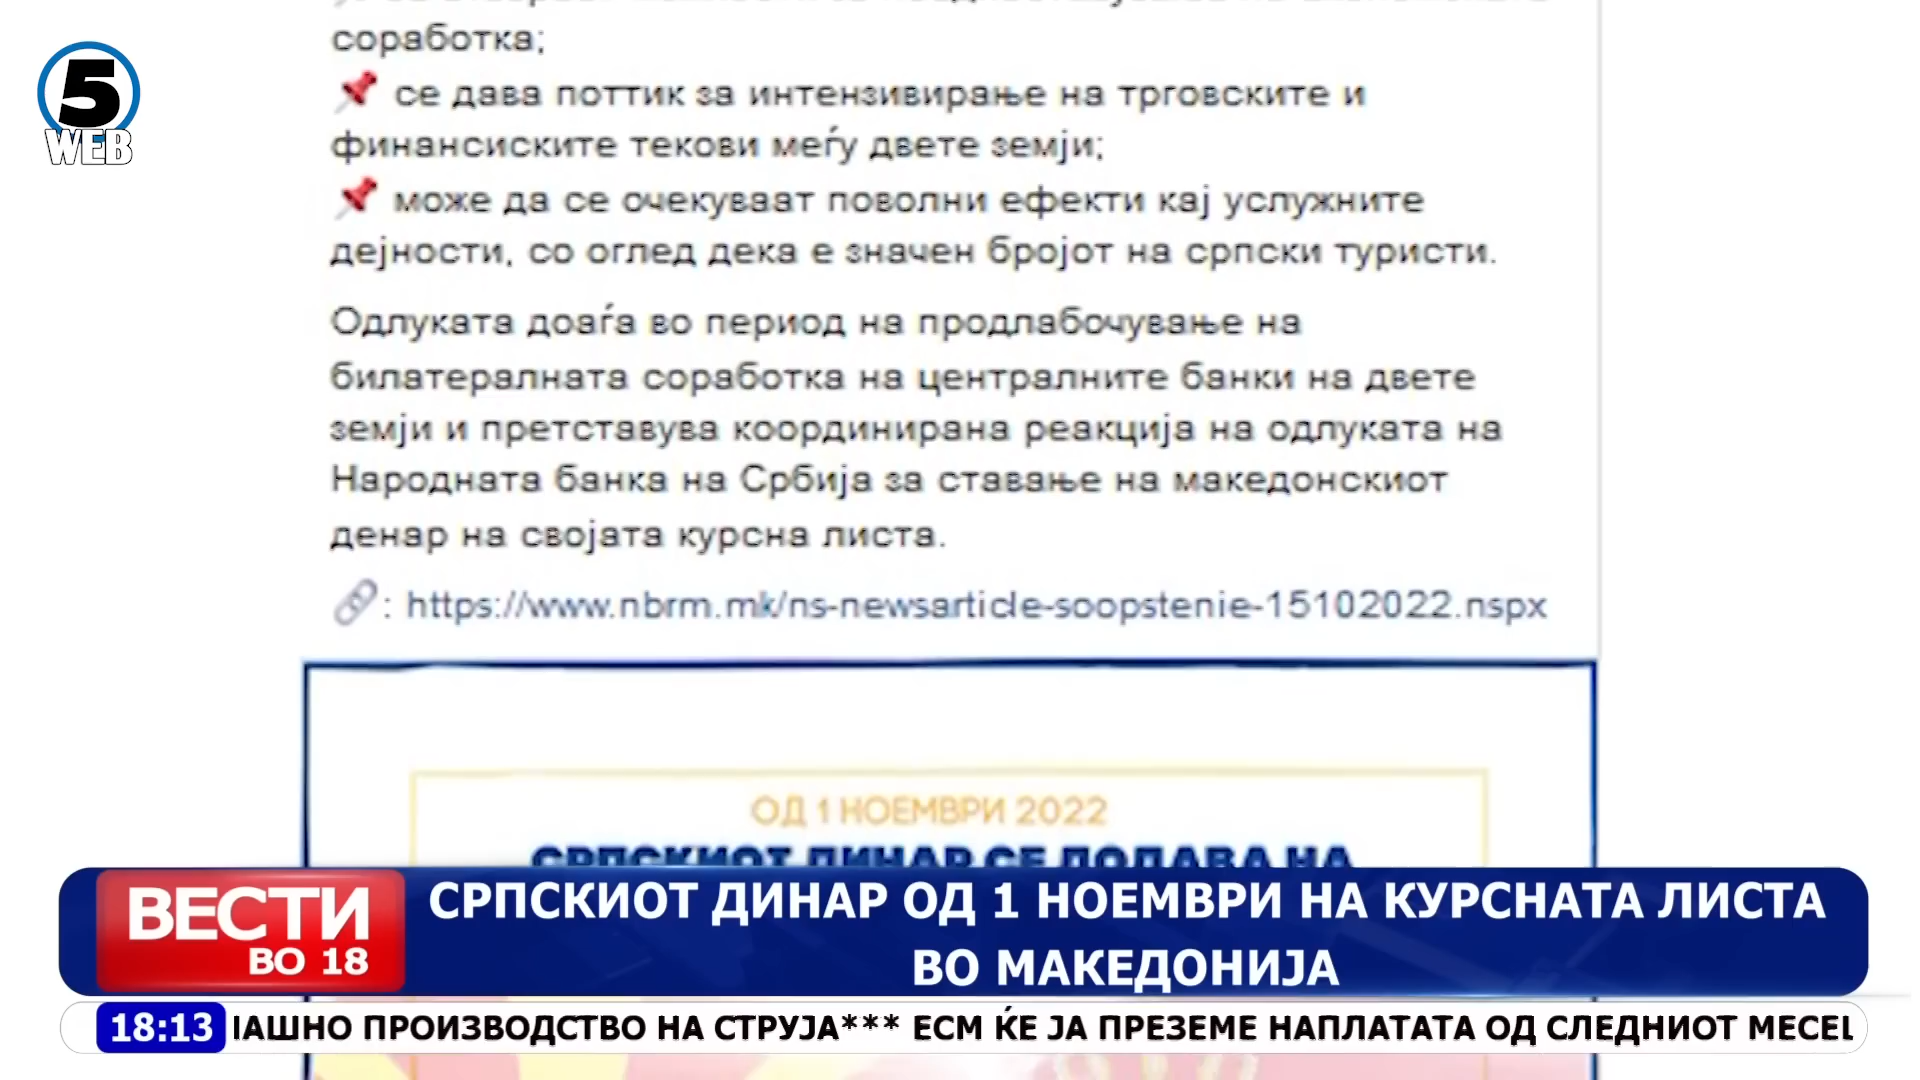 соработка;
📌 се дава поттик за интензивирање на трговските и
финансиските текови меѓу двете земји;
📌 може да се очекуваат поволни ефекти кај услужните
дејности, со оглед дека е значен бројот на српски туристи.
Одлуката доаѓа во период на продлабочување на
билатералната соработка на централните банки на двете
земји и претставува координирана реакција на одлуката на
Народната банка на Србија за ставање на македонскиот
денар на својата курсна листа.
🔗: https://www.nbrm.mk/ns-newsarticle-soopstenie-15102022.nspx
ОД 1 НОЕМВРИ 2022
СРПСКИОТ ДИНАР СЕ ДОДАВА НА
5
WEB
ВЕСТИ
ВО 18
СРПСКИОТ ДИНАР ОД 1 НОЕМВРИ НА КУРСНАТА ЛИСТА
ВО МАКЕДОНИЈА
18:13 ПРОИЗВОДСТВО НА СТРУЈА*** ЕСМ ЌЕ ЈА ПРЕЗЕМЕ НАПЛАТАТА ОД СЛЕДНИОТ